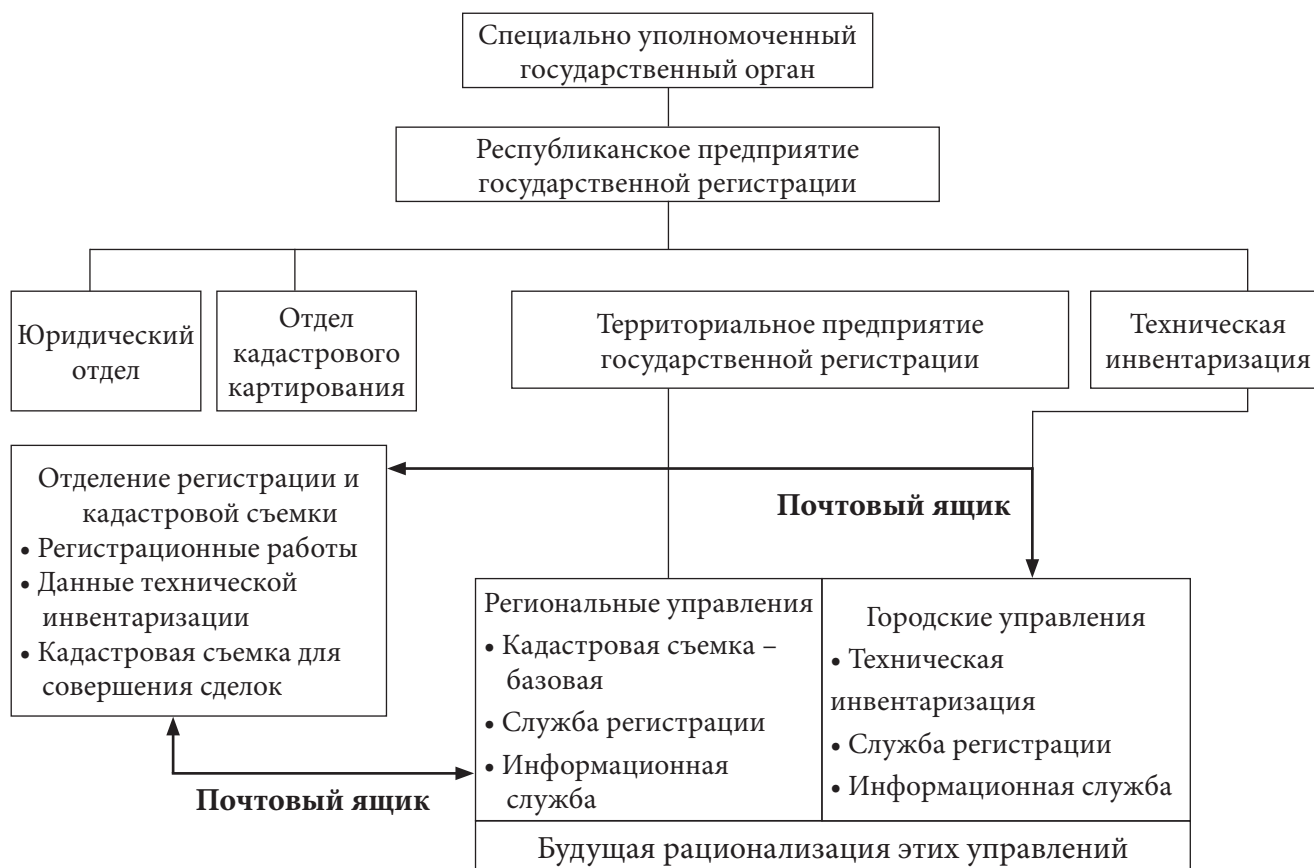 Специально уполномоченный
государственный орган
Республиканское предприятие
государственной регистрации
Юридический
отдел
Отдел
кадастрового
картирования
Территориальное предприятие
государственной регистрации
Техническая
инвентаризация
Отделение регистрации и
кадастровой съемки
• Регистрационные работы
• Данные технической
инвентаризации
• Кадастровая съемка для
совершения сделок
Почтовый ящик
Региональные управления
• Кадастровая съемка –
базовая
• Служба регистрации
• Информационная
служба
Городские управления
• Техническая
инвентаризация
• Служба регистрации
• Информационная служба
Почтовый ящик
Будущая рационализация этих управлений